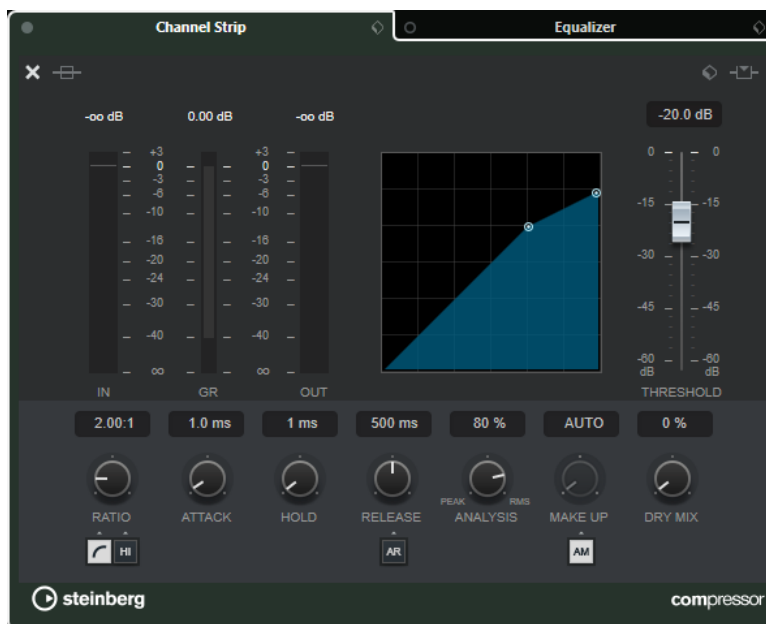 Channel Strip Equalizer
-oo dB 0.00 dB -oo dB -20.0 dB
+3 +3 0 0
0 0
-3 -3
-6 -6
-10 -10 -15 -15
-16 -16
-20 -20 -30 -30
-24 -24
-30 -30 -45 -45
-40 -40
∞ ∞ -60 -60
dB dB
IN GR OUT THRESHOLD
2.00:1 1.0 ms 1 ms 500 ms 80 % AUTO 0 %
PEAK RMS
RATIO ATTACK HOLD RELEASE ANALYSIS MAKE UP DRY MIX
HI AR AM
steinberg compressor